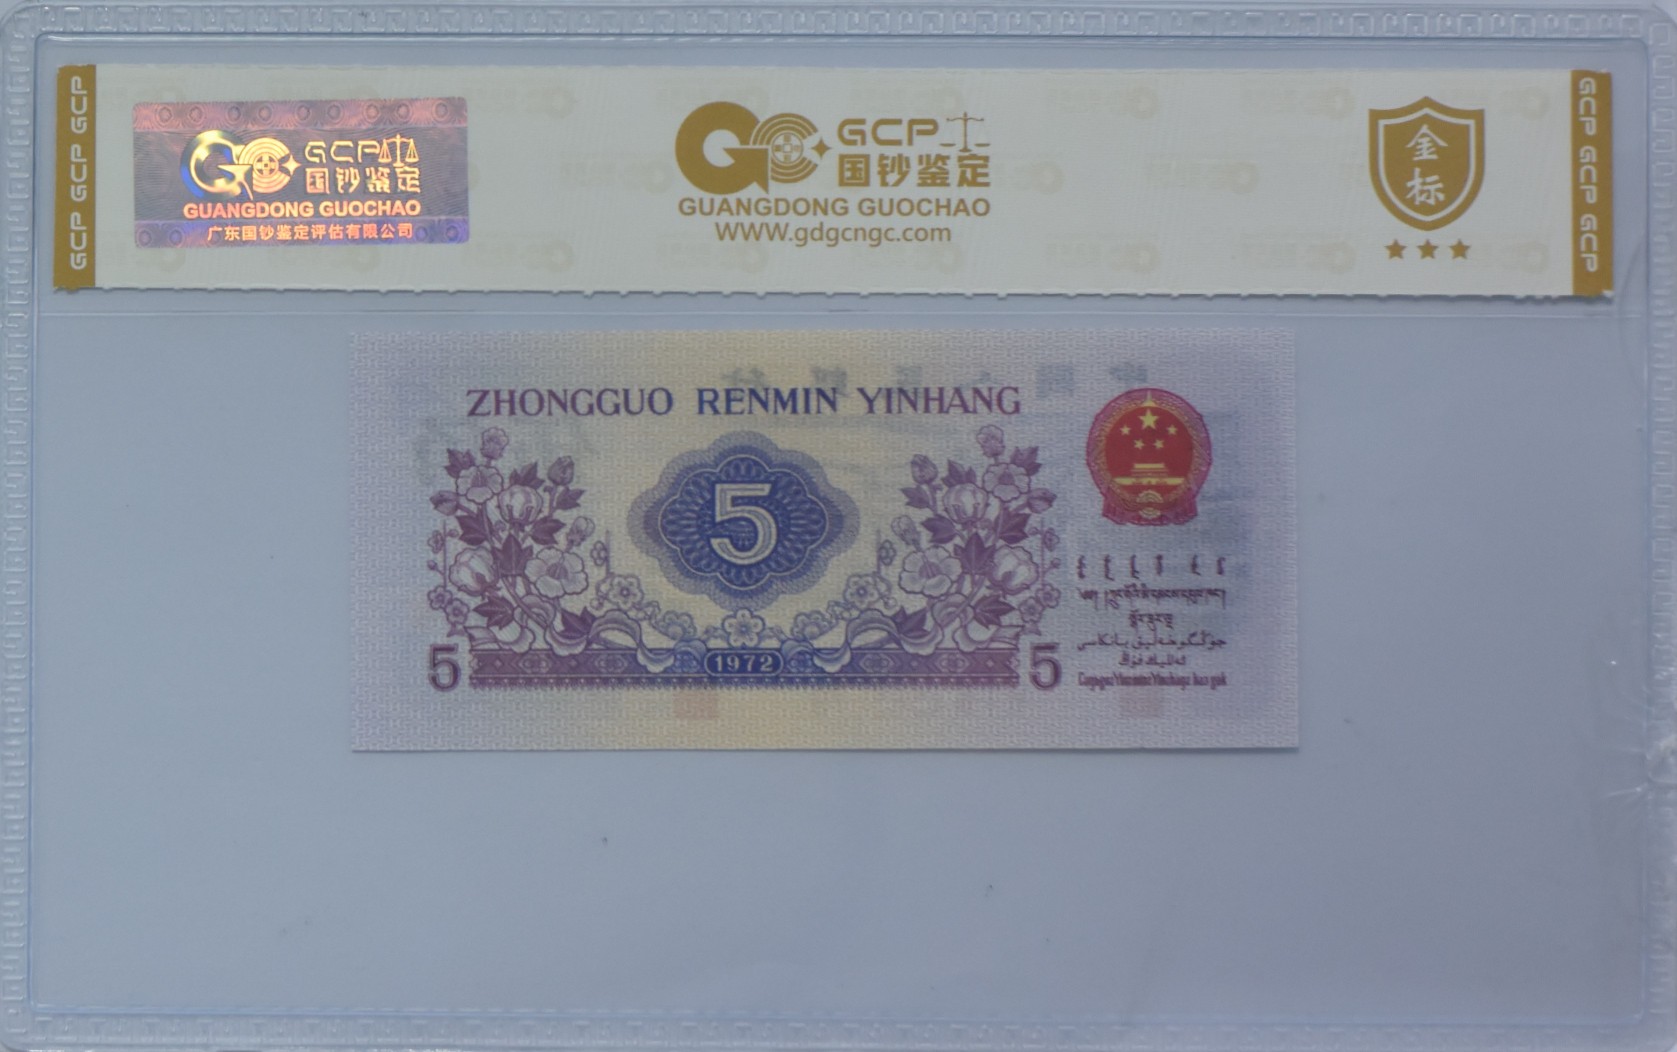 GCP GCP GCP
GCP
国钞鉴定
GUANGDONG GUOCHAO
广东国钞鉴定评估有限公司
GCP
国钞鉴定
GUANGDONG GUOCHAO
WWW.gdgcngc.com
金标
GCP GCP GCP
ZHONGGUO RENMIN YINHANG
5
1972
5
5